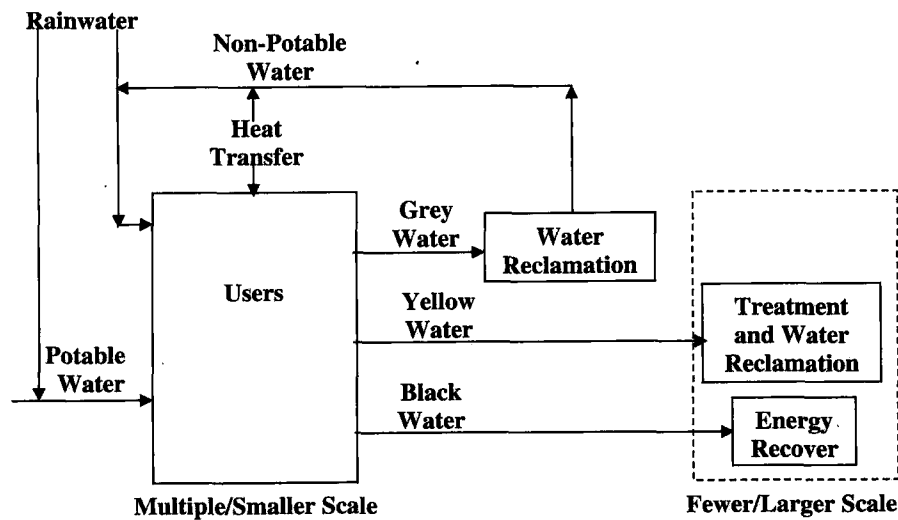 Rainwater
Non-Potable
Water
Heat
Transfer
Grey
Water
Water
Reclamation
Users
Yellow
Water
Treatment
and Water
Reclamation
Potable
Water
Black
Water
Energy
Recover
Multiple/Smaller Scale
Fewer/Larger Scale